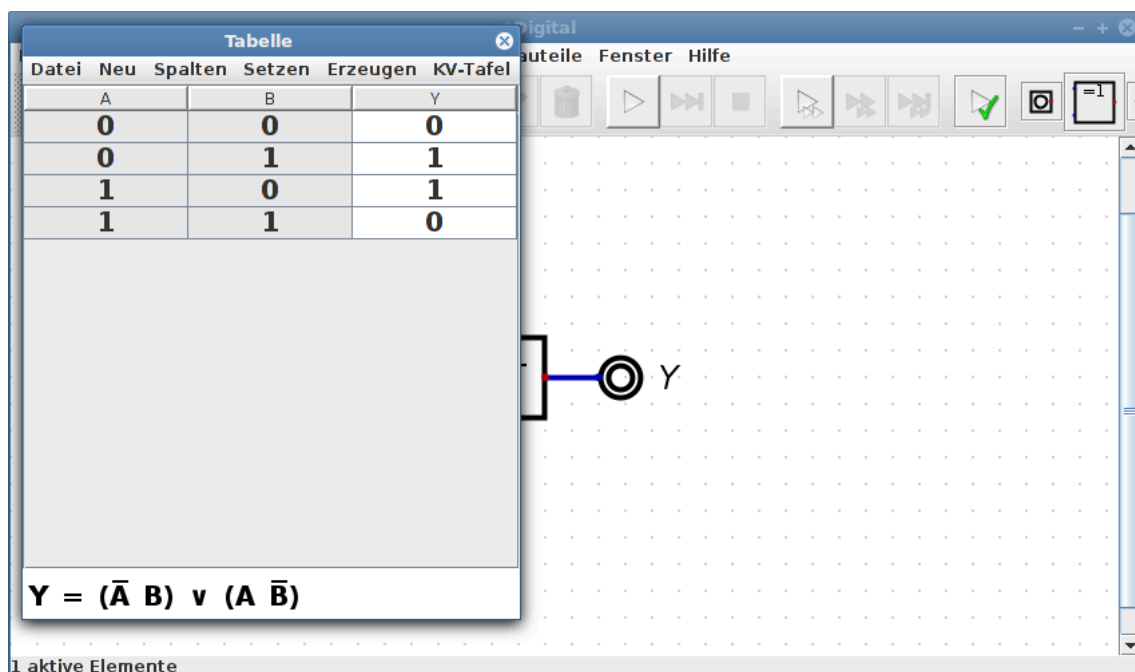 Digital
Tabelle
Fenster Hilfe
Datei Neu Spalten Setzen Erzeugen KV-Tafel
=1
A B Y
0 0 0
0 1 1
1 0 1
1 1 0
Y
Y = (A̅ B) ∨ (A B̅)
1 aktive Elemente